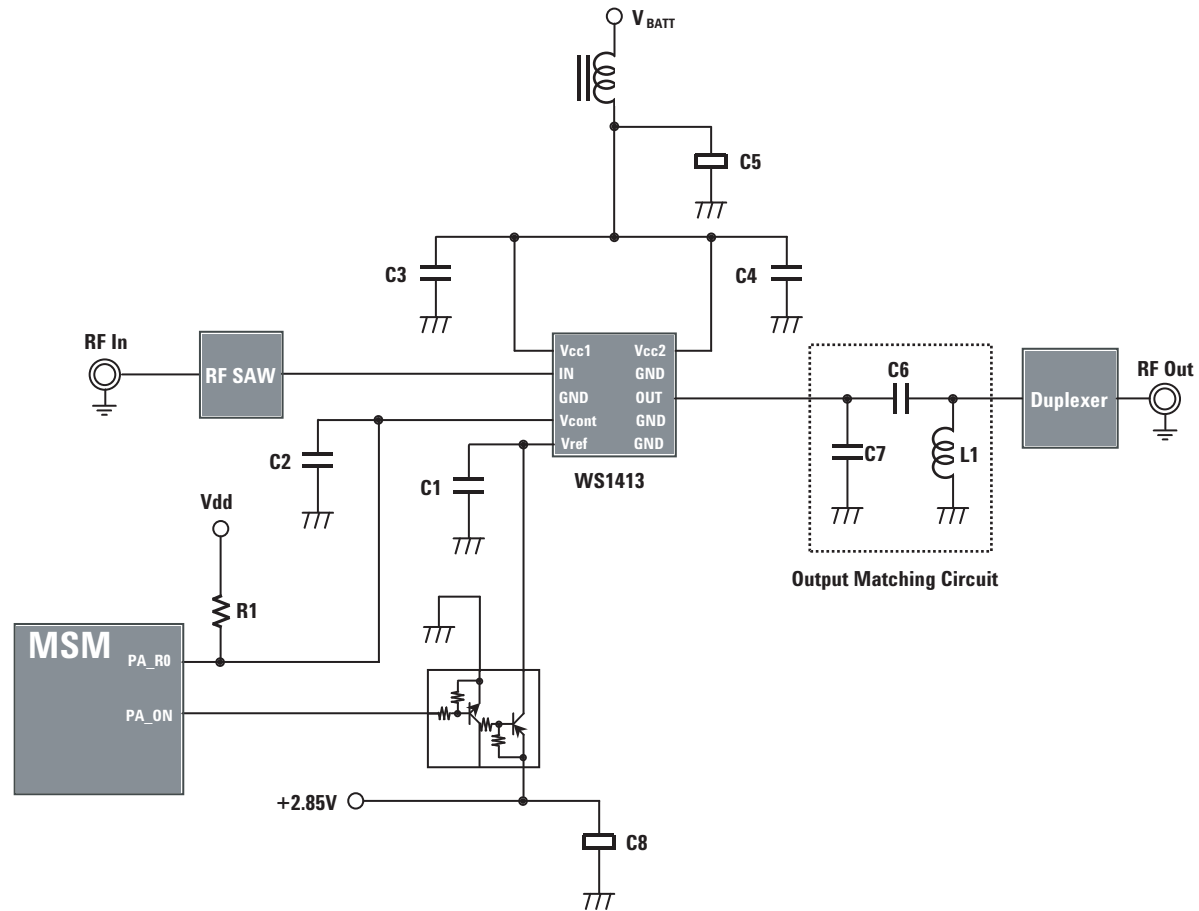 VBATT
C5
C3
C4
RF In
RF SAW
Vcc1
Vcc2
IN
GND
GND
OUT
Vcont
GND
Vref
GND
WS1413
C6
C7
L1
Duplexer
RF Out
Output Matching Circuit
C2
C1
Vdd
R1
MSM
PA_R0
PA_ON
+2.85V
C8